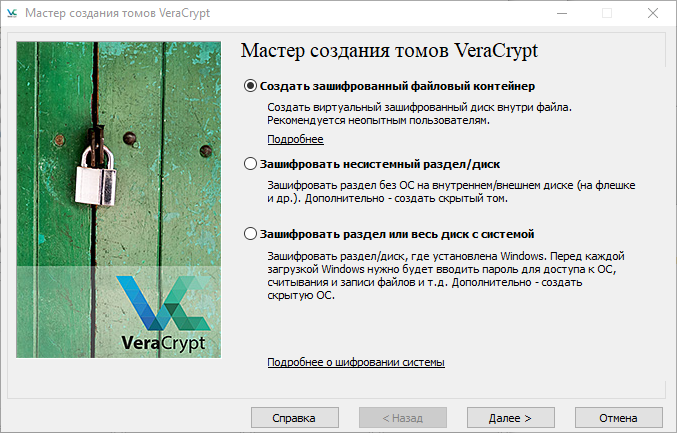 Мастер создания томов VeraCrypt
Мастер создания томов VeraCrypt
Создать зашифрованный файловый контейнер
Создать виртуальный зашифрованный диск внутри файла.
Рекомендуется неопытным пользователям.
Подробнее
Зашифровать несистемный раздел/диск
Зашифровать раздел без ОС на внутреннем/внешнем диске (на флешке
и др.). Дополнительно - создать скрытый том.
Зашифровать раздел или весь диск с системой
Зашифровать раздел/диск, где установлена Windows. Перед каждой
загрузкой Windows нужно будет вводить пароль для доступа к ОС,
считывания и записи файлов и т.д. Дополнительно - создать
скрытую ОС.
VeraCrypt
Подробнее о шифровании системы
Справка
< Назад
Далее >
Отмена